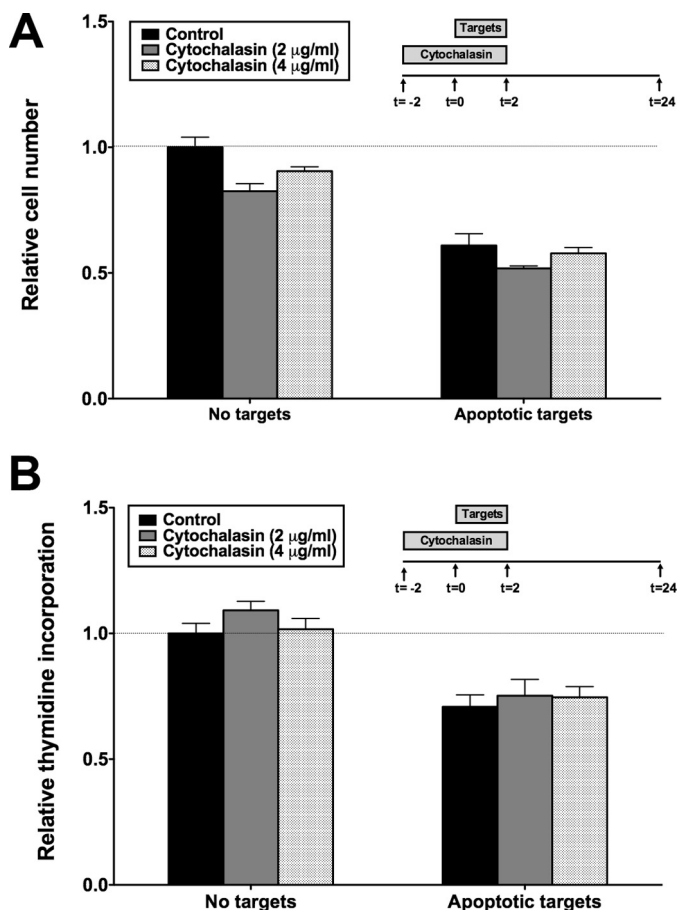 A
Relative cell number
1.5
1.0
0.5
0.0
Control
Cytochalasin (2 μg/ml)
Cytochalasin (4 μg/ml)
Targets
Cytochalasin
t= -2
t=0
t=2
t=24
No targets
Apoptotic targets
B
Relative thymidine incorporation
1.5
1.0
0.5
0.0
Control
Cytochalasin (2 μg/ml)
Cytochalasin (4 μg/ml)
Targets
Cytochalasin
t= -2
t=0
t=2
t=24
No targets
Apoptotic targets